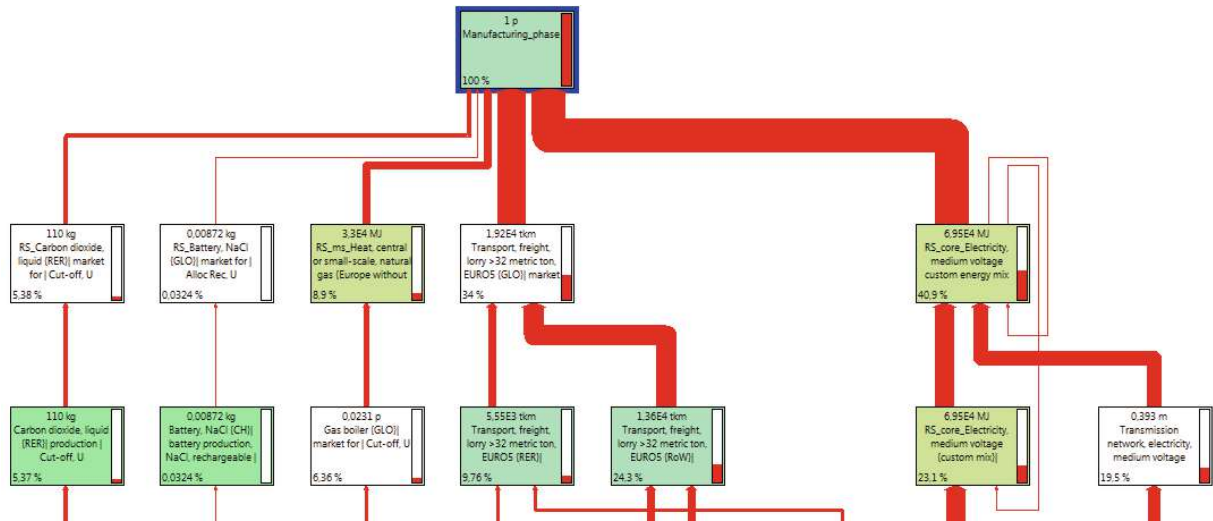 1 p
Manufacturing_phase
100 %
110 kg
RS_Carbon dioxide,
liquid {RER}| market
for | Cut-off, U
5,38 %
0,00872 kg
RS_Battery, NaCl
{GLO}| market for |
Alloc Rec, U
0,0324 %
3,3E4 MJ
RS_ms_Heat, central
or small-scale, natural
gas {Europe without
8,9 %
1,92E4 tkm
Transport, freight,
lorry >32 metric ton,
EURO5 {GLO}| market
34 %
6,95E4 MJ
RS_core_Electricity,
medium voltage
custom energy mix
40,9 %
110 kg
Carbon dioxide, liquid
{RER}| production |
Cut-off, U
5,37 %
0,00872 kg
Battery, NaCl {CH}|
battery production,
NaCl, rechargeable |
0,0324 %
0,0231 p
Gas boiler {GLO}|
market for | Cut-off, U
6,36 %
5,55E3 tkm
Transport, freight,
lorry >32 metric ton,
EURO5 {RER}|
9,76 %
1,36E4 tkm
Transport, freight,
lorry >32 metric ton,
EURO5 {RoW}|
24,3 %
6,95E4 MJ
RS_core_Electricity,
medium voltage
{custom mix}|
23,1 %
0,393 m
Transmission
network, electricity,
medium voltage
19,5 %